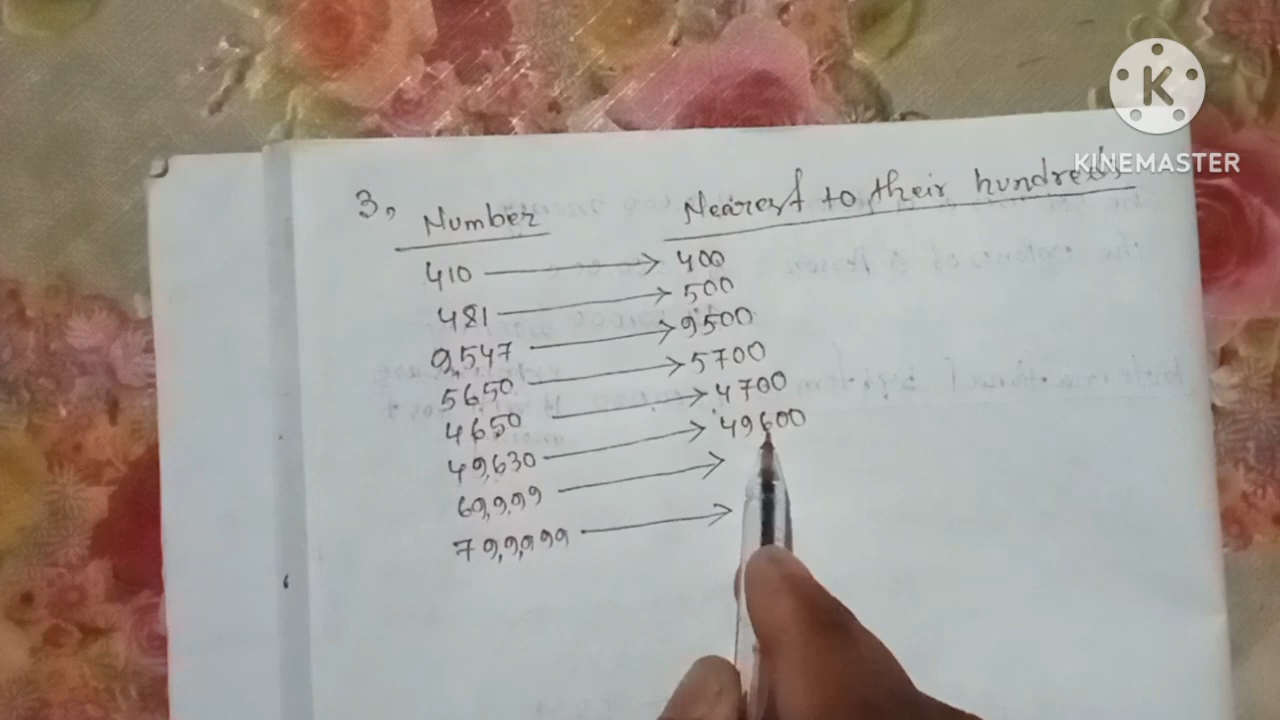 K
KINEMASTER
3, Number Nearest to their hundreds
410 → 400
481 → 500
9,547 → 9500
5650 → 5700
4650 → 4700
49,630 → 49600
69,999 →
79,9,999 →